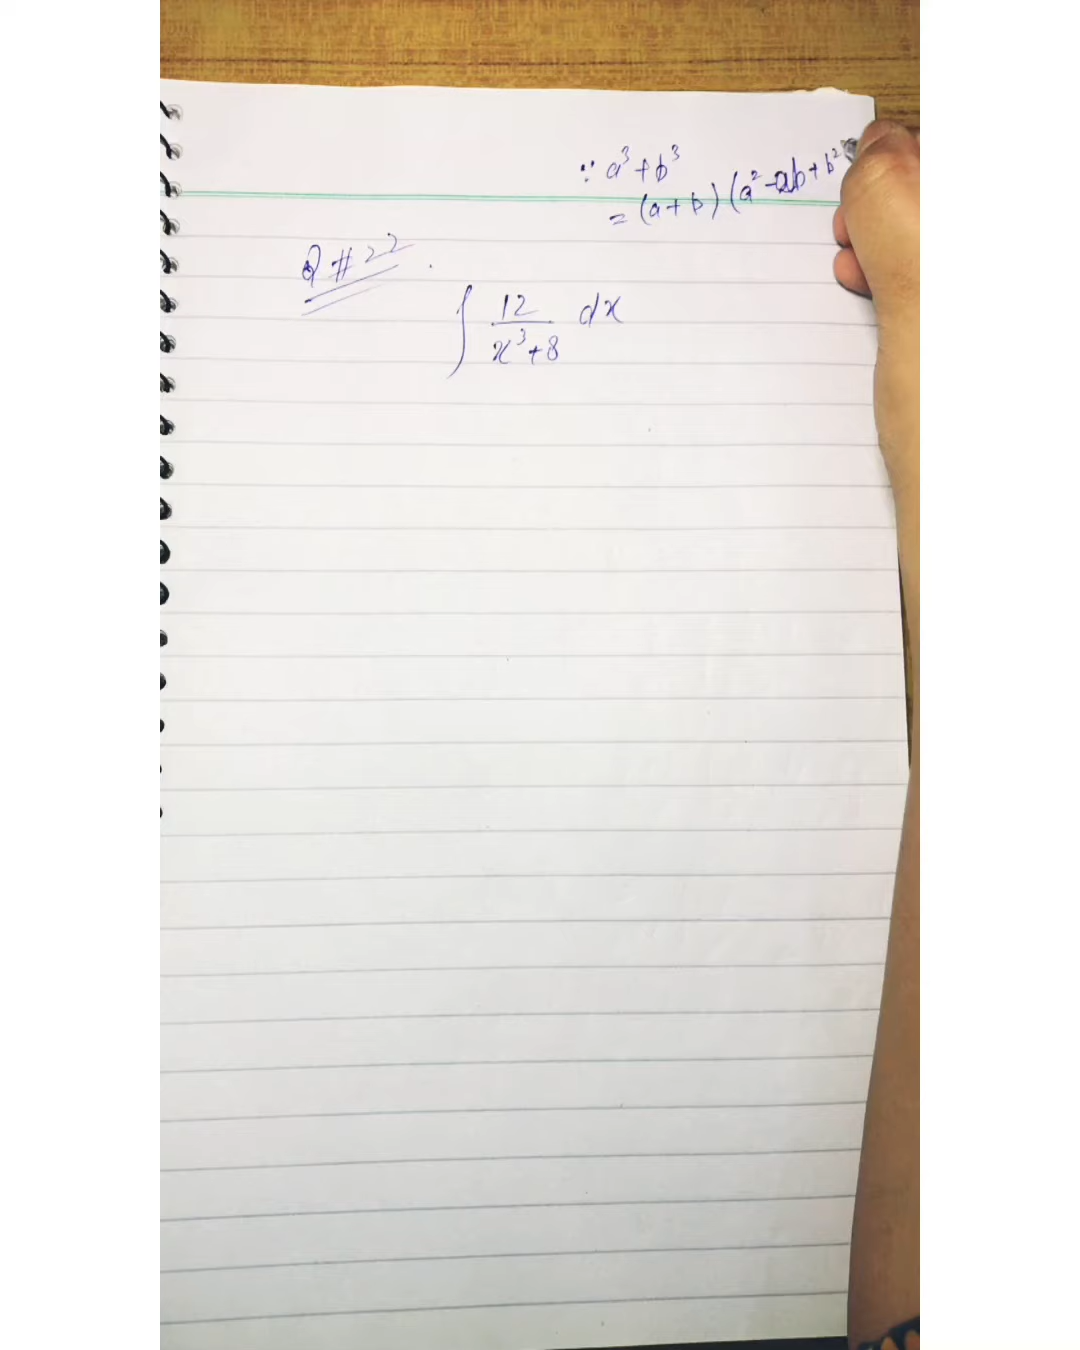 ∵ a³ + b³
= (a + b) (a² - ab + b²
Q # 22 .
∫ 12 / x³ + 8 dx